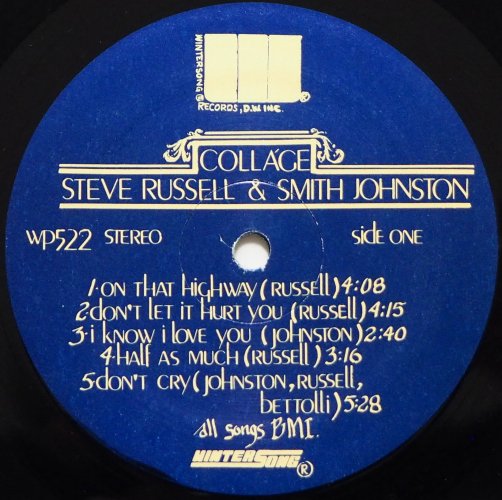 WINTERSONG
® RECORDS, D.W. INC.
COLLAGE
STEVE RUSSELL & SMITH JOHNSTON
WP522 STEREO
side ONE
1·ON THAT HIGHWAY (RUSSELL) 4:08
2·DON'T LET IT HURT YOU (RUSSELL) 4:15
3·i KNOW i LOVE YOU (JOHNSTON) 2:40
4·HALF AS MUCH (RUSSELL) 3:16
5·DON'T CRY (JOHNSTON, RUSSELL,
BETTOLLI) 5:28
All songs BMI.
WINTERSONG ®